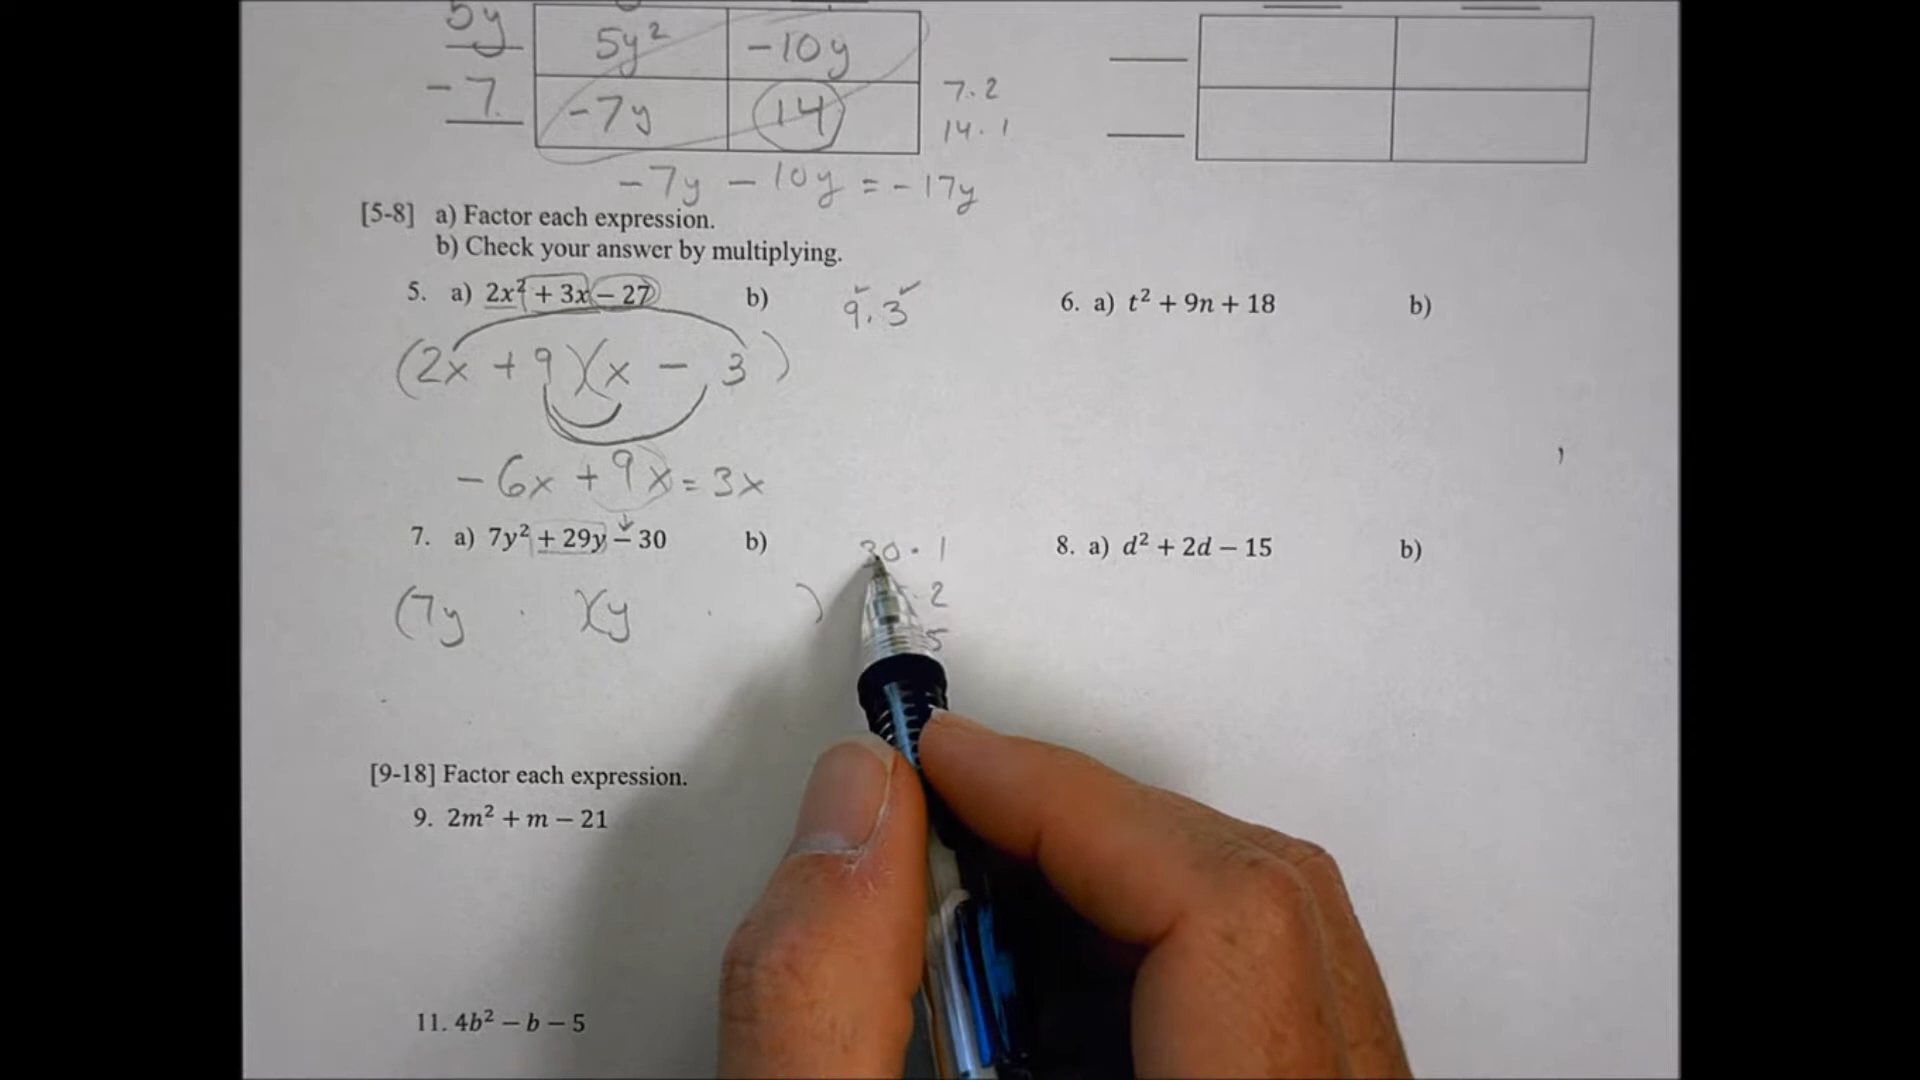 5y 5y² -10y
-7 -7y 14 7·2
14·1
-7y - 10y = -17y
[5-8] a) Factor each expression.
b) Check your answer by multiplying.
5. a) 2x² + 3x − 27 b) 9·3
(2x + 9)(x - 3)
-6x + 9x = 3x
6. a) t² + 9n + 18 b)
7. a) 7y² + 29y − 30 b) 30·1
(7y )(y ) · 2
5
8. a) d² + 2d − 15 b)
[9-18] Factor each expression.
9. 2m² + m − 21
11. 4b² − b − 5